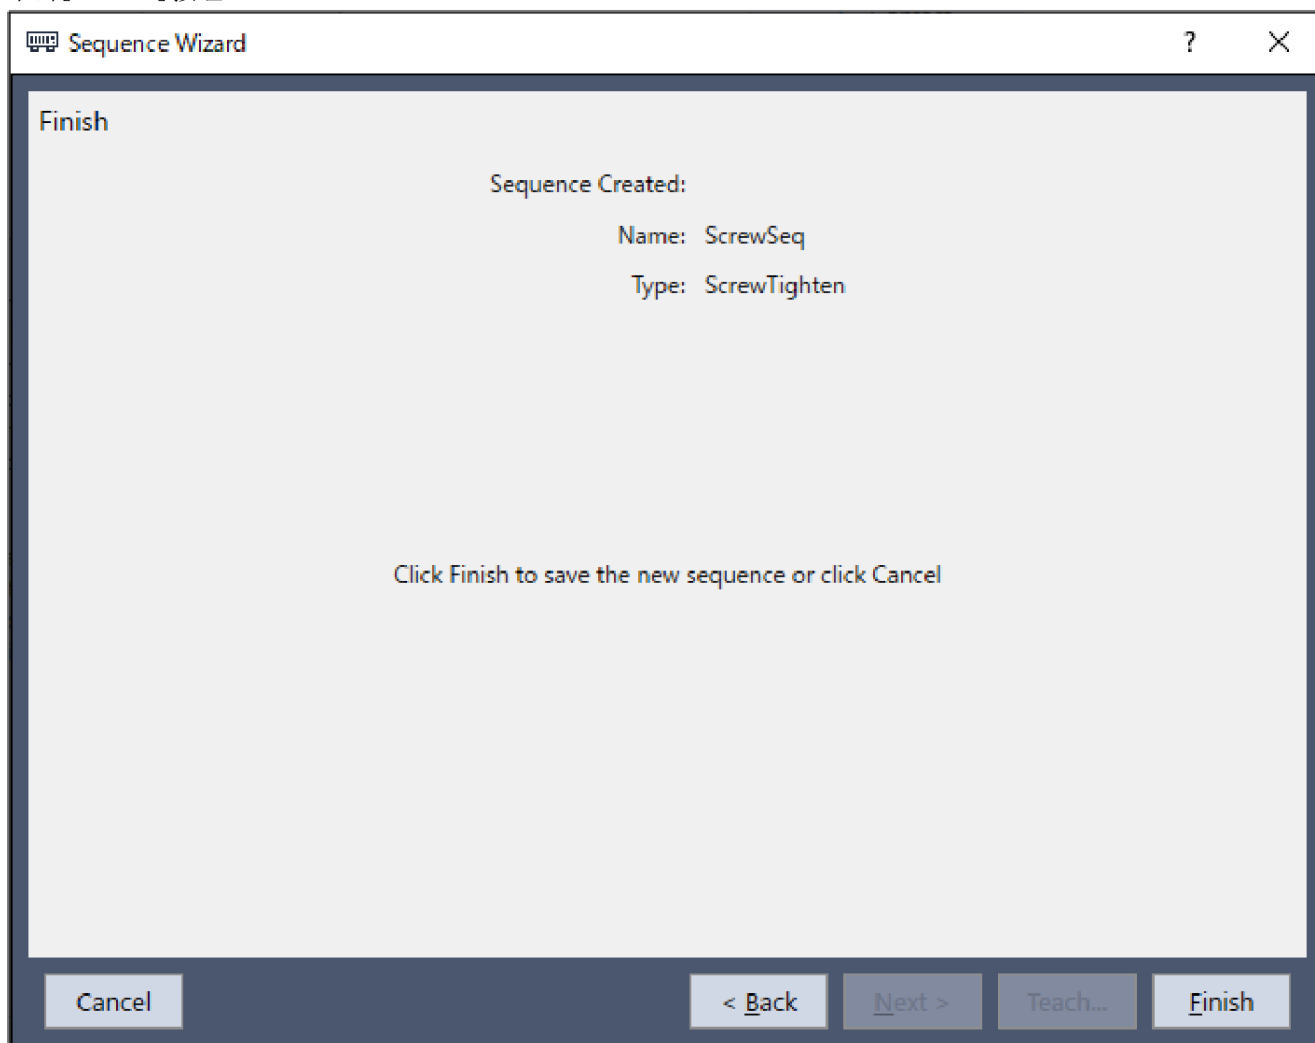 Sequence Wizard
?
Finish
Sequence Created:
Name: ScrewSeq
Type: ScrewTighten
Click Finish to save the new sequence or click Cancel
Cancel
< Back
Next >
Teach...
Finish